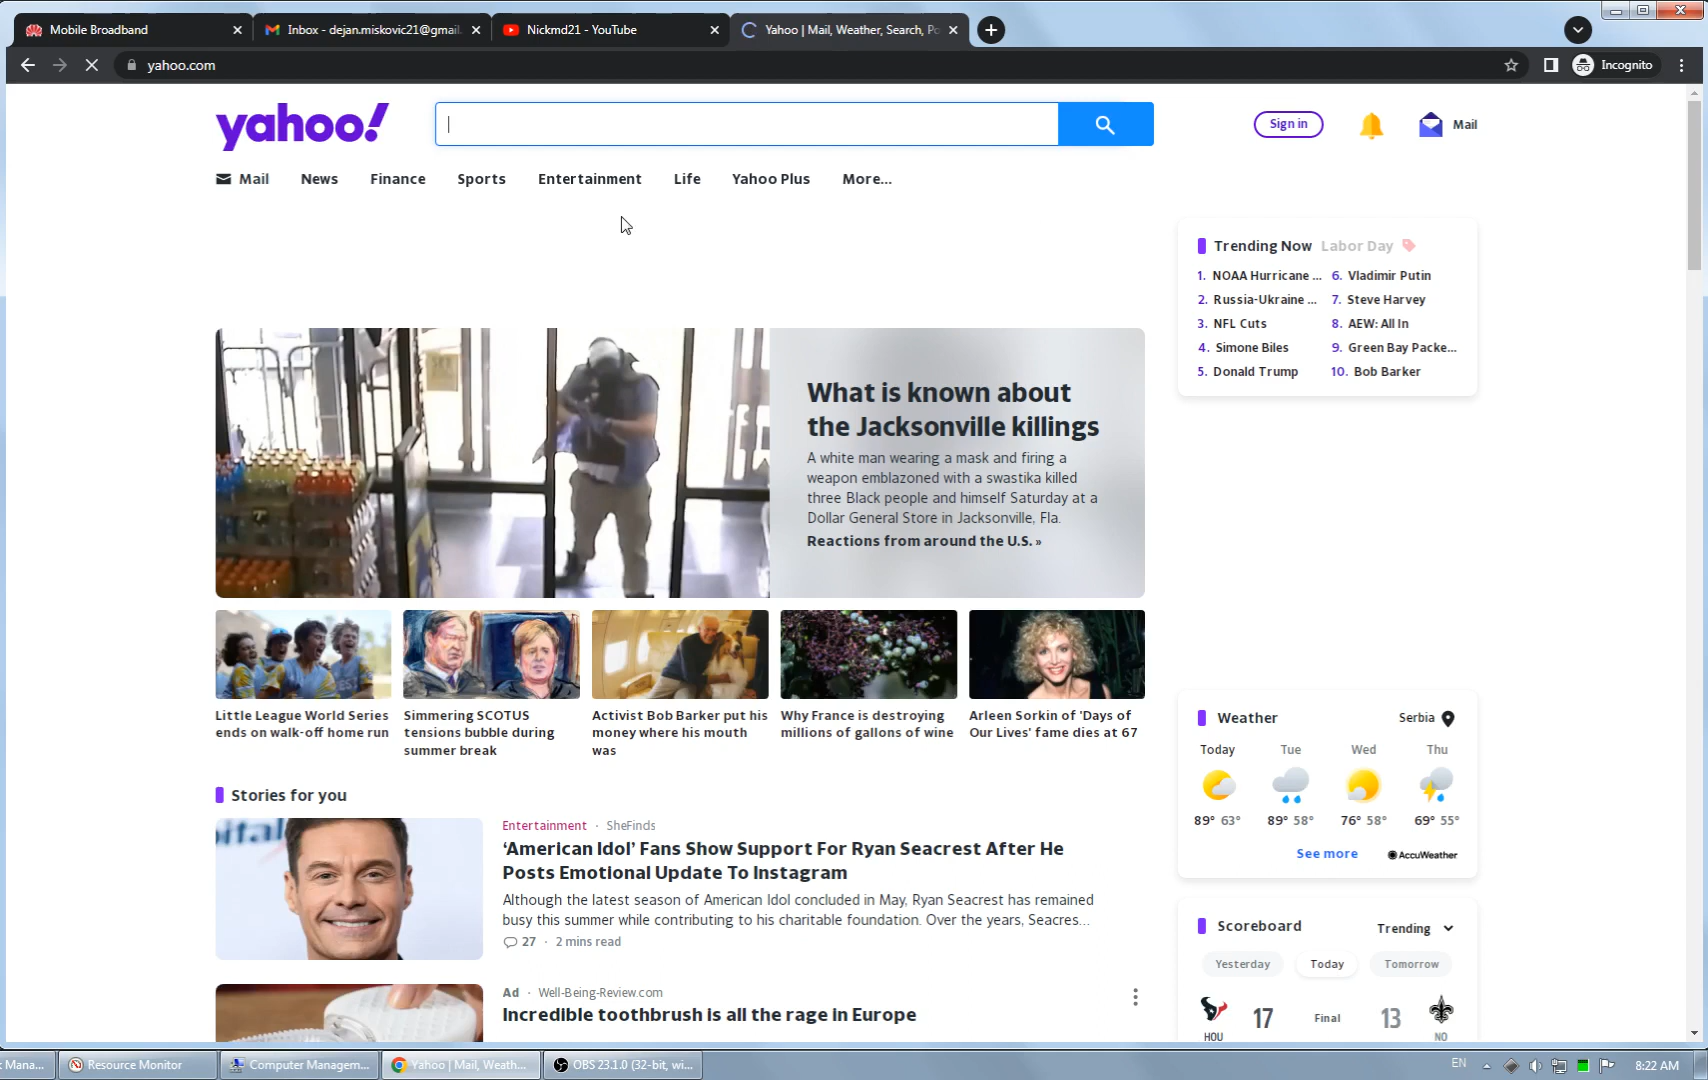 Mobile Broadband
Inbox - dejan.miskovic21@gmail.
Nickmd21 - YouTube
Yahoo | Mail, Weather, Search, Po
yahoo.com
Incognito
yahoo!
Sign in
Mail
Mail News Finance Sports Entertainment Life Yahoo Plus More...
Trending Now Labor Day
1. NOAA Hurricane ...
2. Russia-Ukraine ...
3. NFL Cuts
4. Simone Biles
5. Donald Trump
6. Vladimir Putin
7. Steve Harvey
8. AEW: All In
9. Green Bay Packe...
10. Bob Barker
What is known about
the Jacksonville killings
A white man wearing a mask and firing a
weapon emblazoned with a swastika killed
three Black people and himself Saturday at a
Dollar General Store in Jacksonville, Fla.
Reactions from around the U.S. »
Little League World Series
ends on walk-off home run
Simmering SCOTUS
tensions bubble during
summer break
Activist Bob Barker put his
money where his mouth
was
Why France is destroying
millions of gallons of wine
Arleen Sorkin of 'Days of
Our Lives' fame dies at 67
Weather
Serbia
Today Tue Wed Thu
89° 63° 89° 58° 76° 58° 69° 55°
See more
AccuWeather
Stories for you
Entertainment · SheFinds
‘American Idol’ Fans Show Support For Ryan Seacrest After He
Posts Emotional Update To Instagram
Although the latest season of American Idol concluded in May, Ryan Seacrest has remained
busy this summer while contributing to his charitable foundation. Over the years, Seacres...
27 · 2 mins read
Ad · Well-Being-Review.com
Incredible toothbrush is all the rage in Europe
Scoreboard
Trending
Yesterday Today Tomorrow
HOU
17
Final
13
NO
k Mana...
Resource Monitor
Computer Managem...
Yahoo | Mail, Weath...
OBS 23.1.0 (32-bit, wi...
EN
8:22 AM